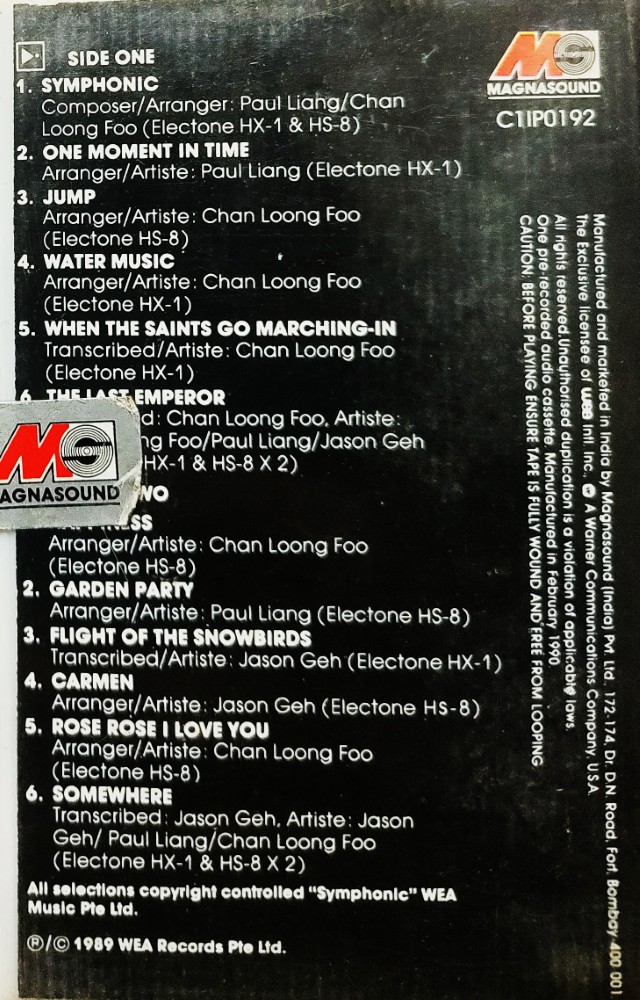 SIDE ONE
1. SYMPHONIC
Composer/Arranger: Paul Liang/Chan
Loong Foo (Electone HX-1 & HS-8)
2. ONE MOMENT IN TIME
Arranger/Artiste: Paul Liang (Electone HX-1)
3. JUMP
Arranger/Artiste: Chan Loong Foo
(Electone HS-8)
4. WATER MUSIC
Arranger/Artiste: Chan Loong Foo
(Electone HX-1)
5. WHEN THE SAINTS GO MARCHING-IN
Transcribed/Artiste: Chan Loong Foo
(Electone HX-1)
6. THE LAST EMPEROR
d: Chan Loong Foo, Artiste:
ng Foo/Paul Liang/Jason Geh
HX-1 & HS-8 X 2)
WO
NESS
Arranger/Artiste: Chan Loong Foo
(Electone HS-8)
2. GARDEN PARTY
Arranger/Artiste: Paul Liang (Electone HS-8)
3. FLIGHT OF THE SNOWBIRDS
Transcribed/Artiste: Jason Geh (Electone HX-1)
4. CARMEN
Arranger/Artiste: Jason Geh (Electone HS-8)
5. ROSE ROSE I LOVE YOU
Arranger/Artiste: Chan Loong Foo
(Electone HS-8)
6. SOMEWHERE
Transcribed: Jason Geh, Artiste: Jason
Geh/ Paul Liang/Chan Loong Foo
(Electone HX-1 & HS-8 X 2)
All selections copyright controlled "Symphonic" WEA
Music Pte Ltd.
Ⓟ/© 1989 WEA Records Pte Ltd.
MG
MAGNASOUND
C1IP0192
Manufactured and marketed in India by Magnasound (India) Pvt. Ltd., 172-174, Dr. D.N. Road, Fort, Bombay 400 001
The Exclusive licensee of wea Intl. Inc., A Warner Communications Company, U.S.A.
All rights reserved. Unauthorised duplication is a violation of applicable laws.
One pre-recorded audio cassette. Manufactured in February, 1990.
CAUTION: BEFORE PLAYING ENSURE TAPE IS FULLY WOUND AND FREE FROM LOOPING
MG
AGNASOUND